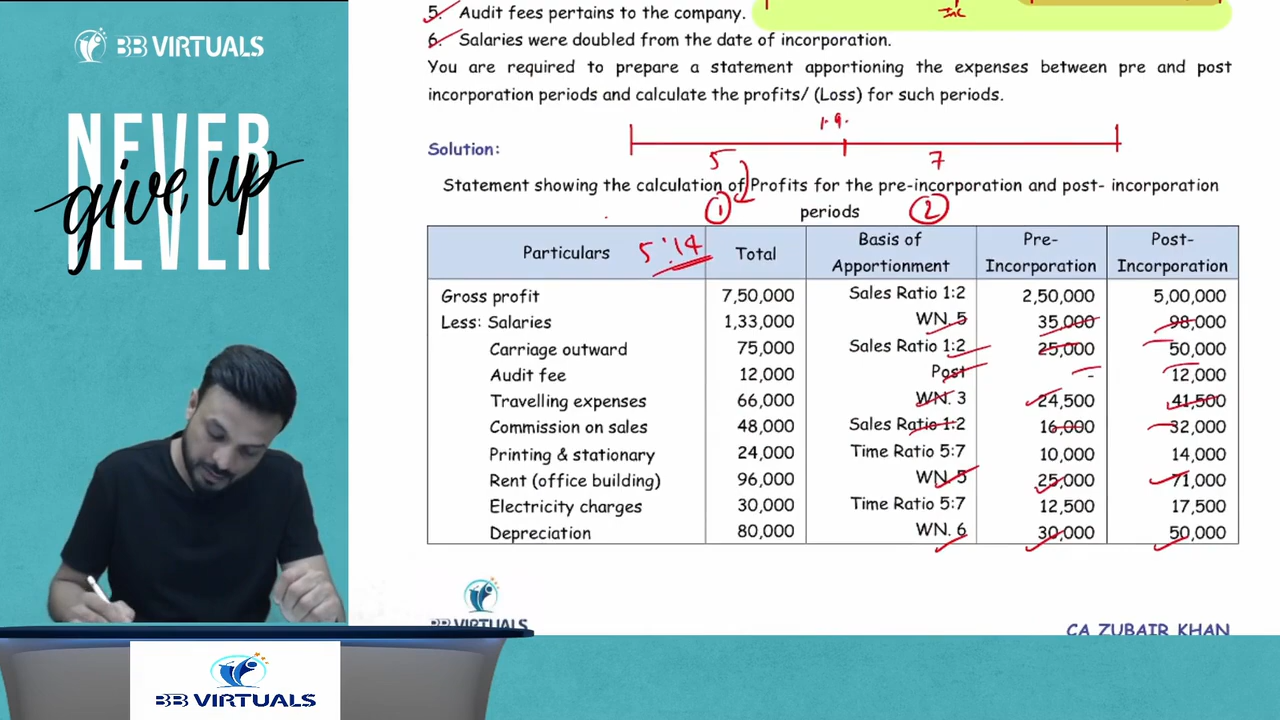 BB VIRTUALS
NEVER
give up
NEVER
5. Audit fees pertains to the company.
6. Salaries were doubled from the date of incorporation.
You are required to prepare a statement apportioning the expenses between pre and post
incorporation periods and calculate the profits/ (Loss) for such periods.
1.9.
Solution:
5 7
Statement showing the calculation of Profits for the pre-incorporation and post- incorporation
periods
1 2
Particulars 5:14 Total Basis of Apportionment Pre-Incorporation Post-Incorporation
Gross profit 7,50,000 Sales Ratio 1:2 2,50,000 5,00,000
Less: Salaries 1,33,000 WN. 5 35,000 98,000
Carriage outward 75,000 Sales Ratio 1:2 25,000 50,000
Audit fee 12,000 Post - 12,000
Travelling expenses 66,000 WN. 3 24,500 41,500
Commission on sales 48,000 Sales Ratio 1:2 16,000 32,000
Printing & stationary 24,000 Time Ratio 5:7 10,000 14,000
Rent (office building) 96,000 WN. 5 25,000 71,000
Electricity charges 30,000 Time Ratio 5:7 12,500 17,500
Depreciation 80,000 WN. 6 30,000 50,000
BB VIRTUALS
CA ZUBAIR KHAN
BB VIRTUALS